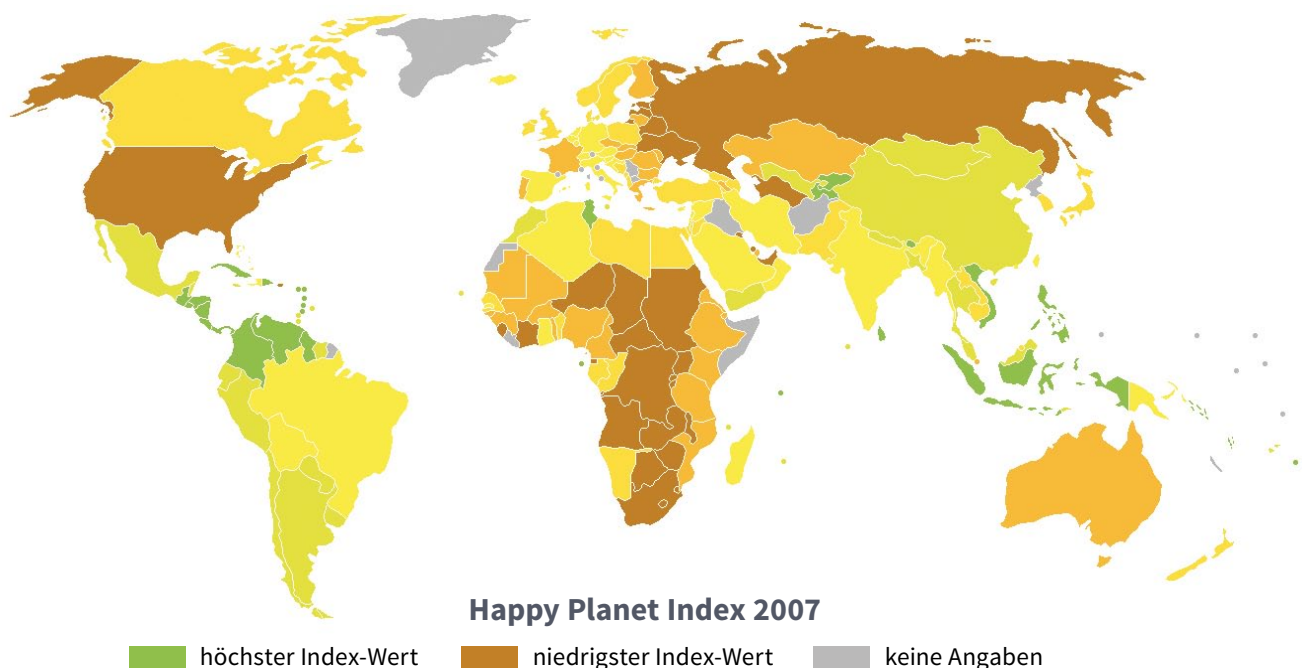 Happy Planet Index 2007
höchster Index-Wert niedrigster Index-Wert keine Angaben